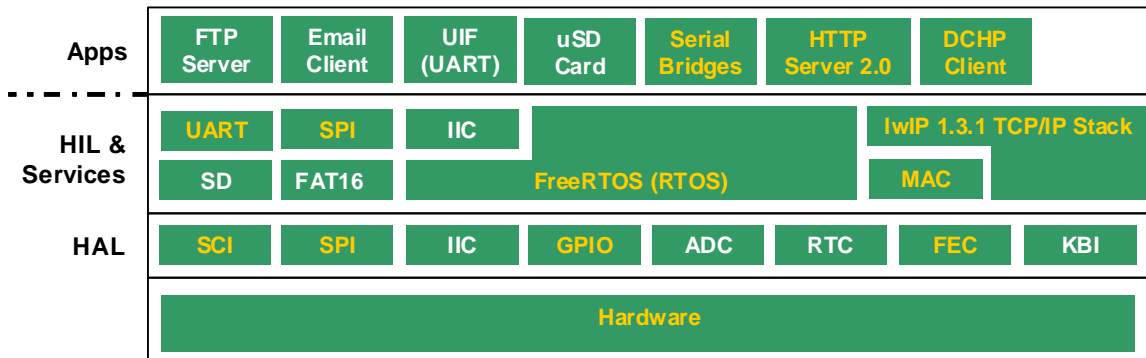 Apps
FTP
Server
Email
Client
UIF
(UART)
uSD
Card
Serial
Bridges
HTTP
Server 2.0
DCHP
Client
HIL &
Services
UART
SPI
IIC
lwIP 1.3.1 TCP/IP Stack
SD
FAT16
FreeRTOS (RTOS)
MAC
HAL
SCI
SPI
IIC
GPIO
ADC
RTC
FEC
KBI
Hardware